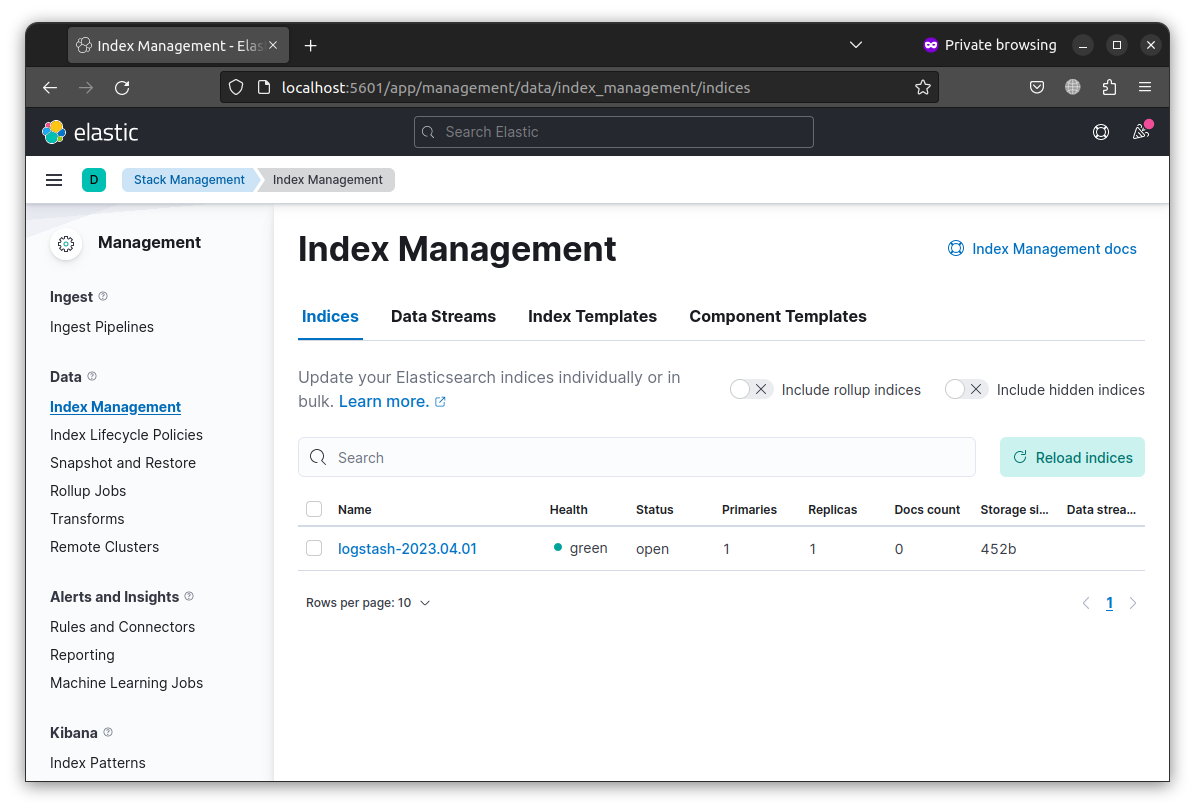 Index Management - Elas
Private browsing
localhost:5601/app/management/data/index_management/indices
elastic
Search Elastic
D
Stack Management
Index Management
Management
Ingest
Ingest Pipelines
Data
Index Management
Index Lifecycle Policies
Snapshot and Restore
Rollup Jobs
Transforms
Remote Clusters
Alerts and Insights
Rules and Connectors
Reporting
Machine Learning Jobs
Kibana
Index Patterns
Index Management
Index Management docs
Indices Data Streams Index Templates Component Templates
Update your Elasticsearch indices individually or in
bulk. Learn more.
Include rollup indices
Include hidden indices
Search
Reload indices
Name Health Status Primaries Replicas Docs count Storage si... Data strea...
logstash-2023.04.01 green open 1 1 0 452b
Rows per page: 10
1